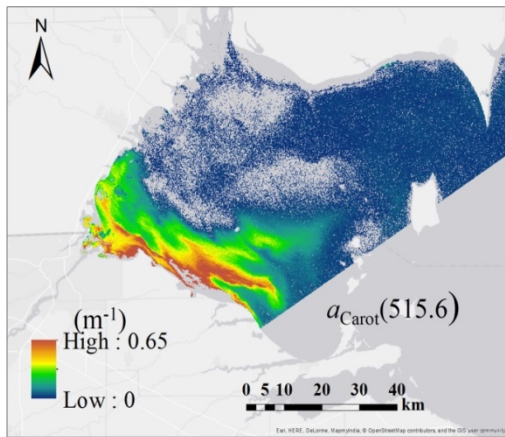 N
aCarot(515.6)
(m-1)
High : 0.65
Low : 0
0 5 10 20 30 40
km
Esri, HERE, DeLorme, MapmyIndia, © OpenStreetMap contributors, and the GIS user community